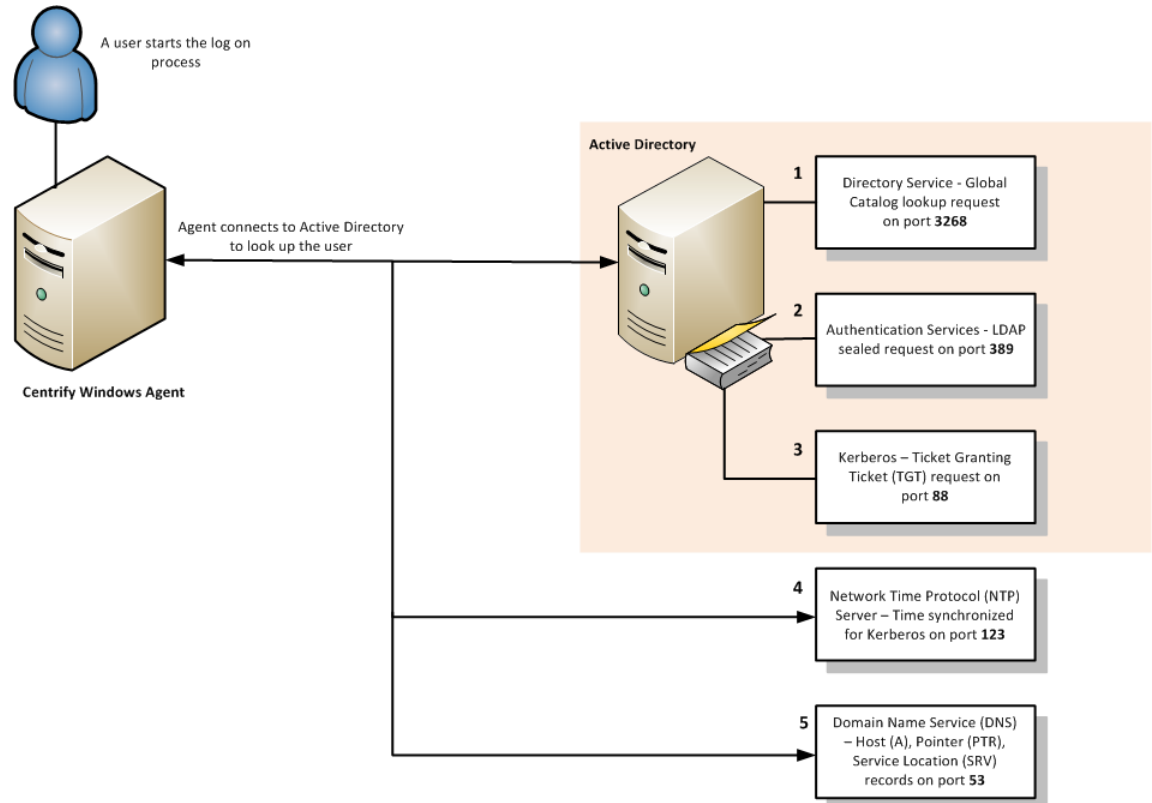 A user starts the log on
process
Active Directory
1
Directory Service - Global
Catalog lookup request
on port 3268
Agent connects to Active Directory
to look up the user
2
Authentication Services - LDAP
sealed request on port 389
Centrify Windows Agent
3
Kerberos – Ticket Granting
Ticket (TGT) request on
port 88
4
Network Time Protocol (NTP)
Server – Time synchronized
for Kerberos on port 123
5
Domain Name Service (DNS)
– Host (A), Pointer (PTR),
Service Location (SRV)
records on port 53